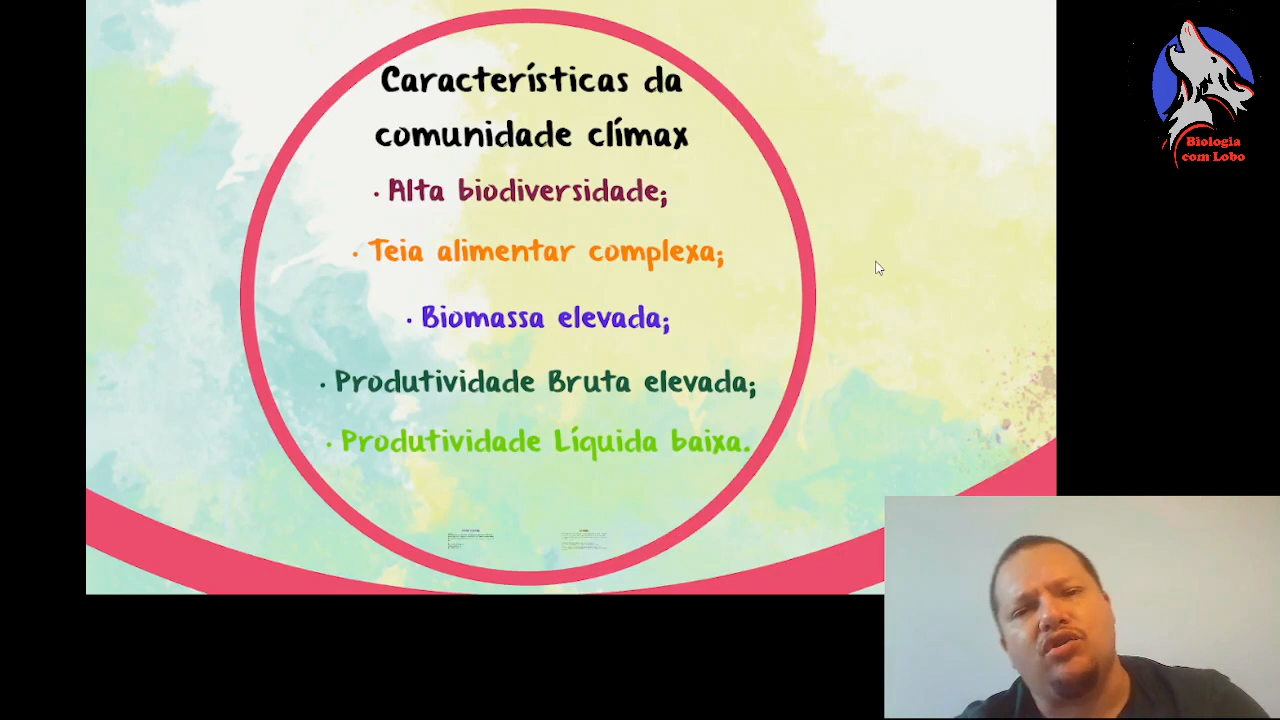 Características da
comunidade clímax
· Alta biodiversidade;
· Teia alimentar complexa;
· Biomassa elevada;
· Produtividade Bruta elevada;
· Produtividade Líquida baixa.
Biologia
com Lobo